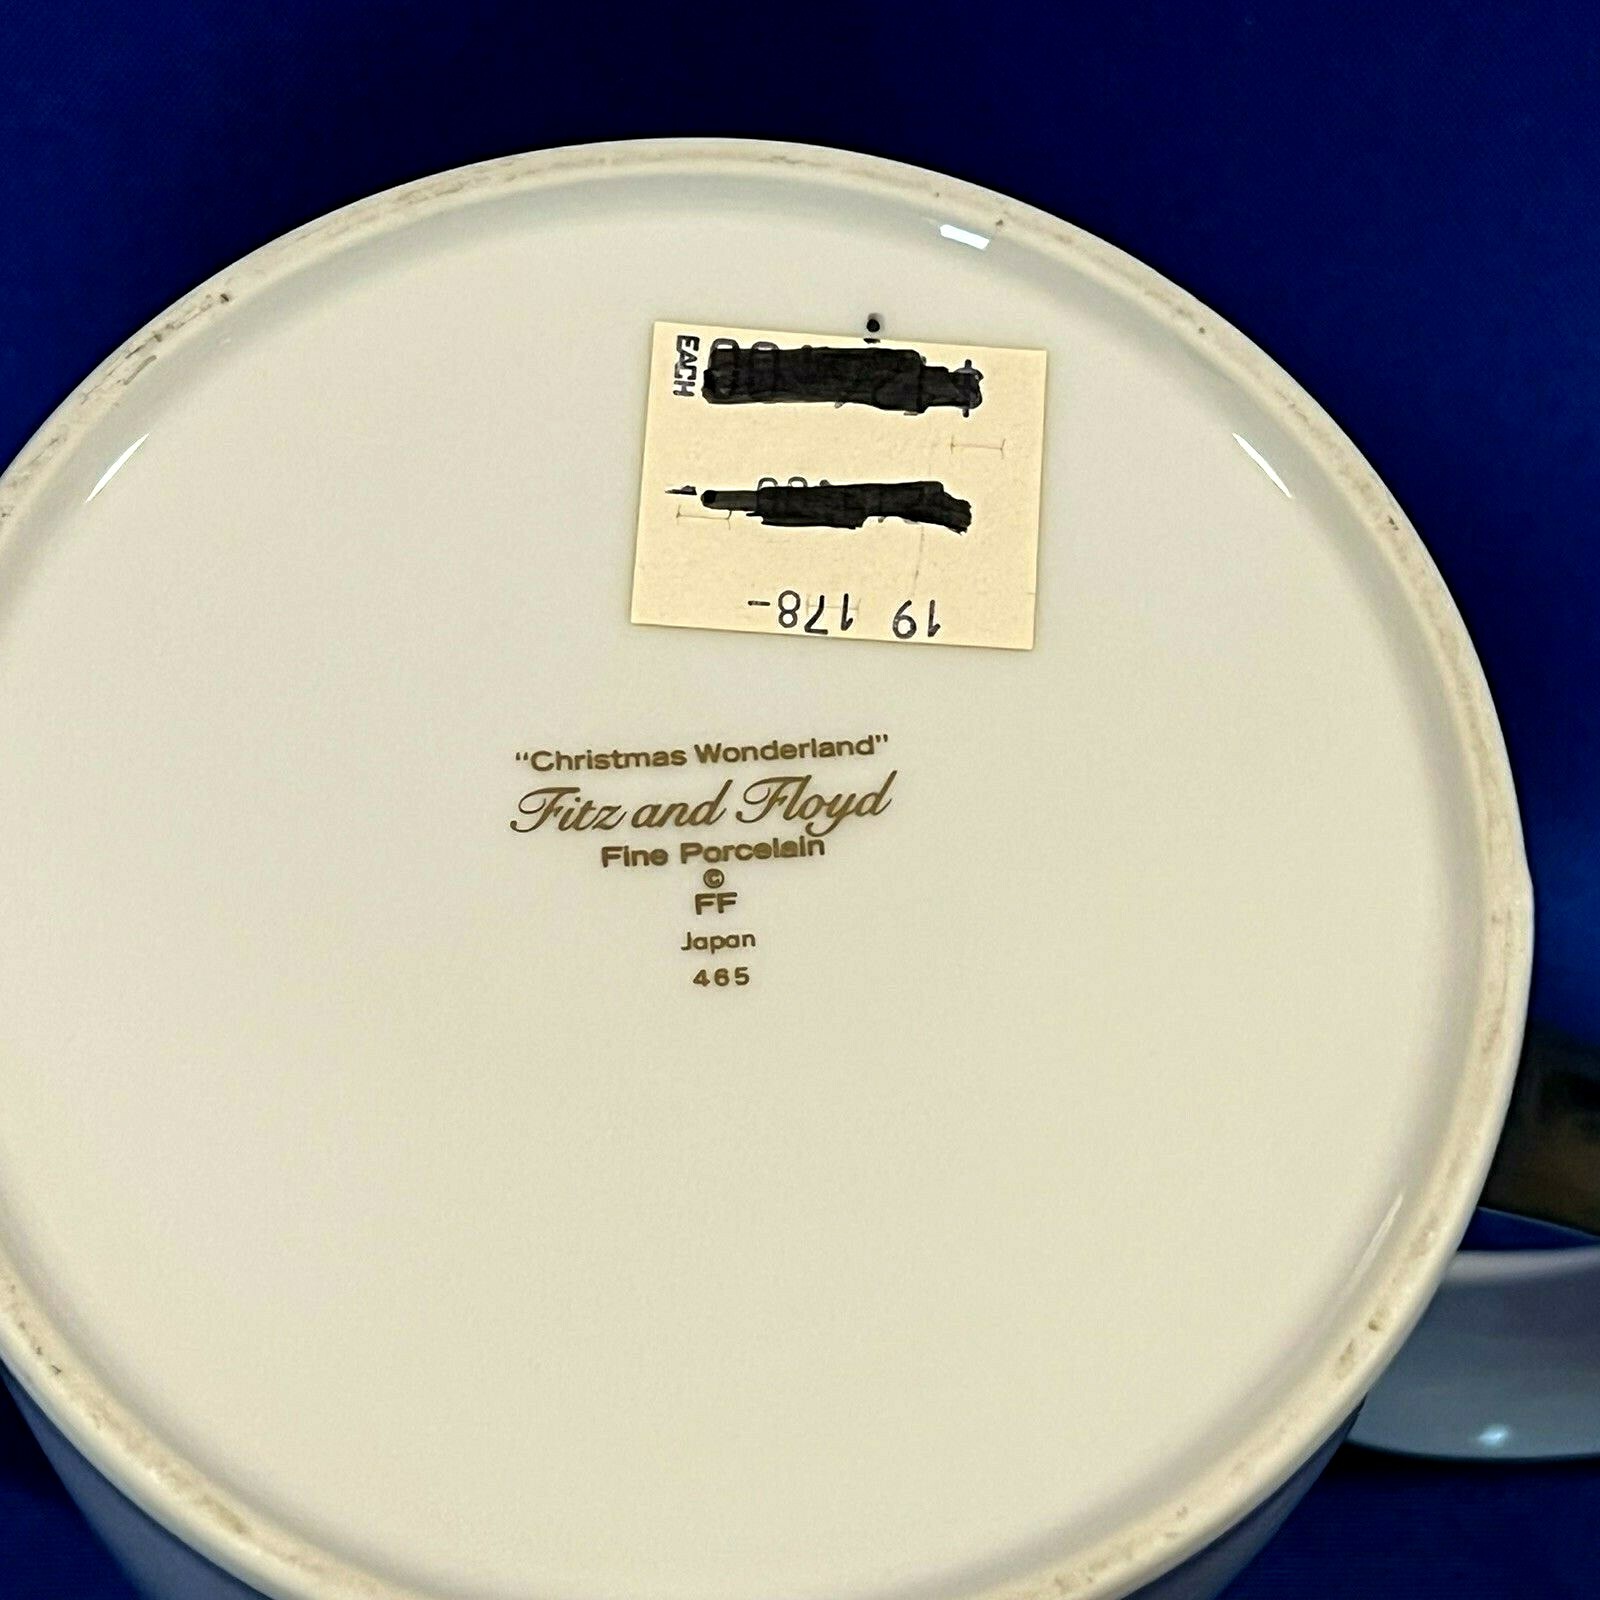 EACH
19 178-
“Christmas Wonderland”
Fitz and Floyd
Fine Porcelain
©
FF
Japan
465